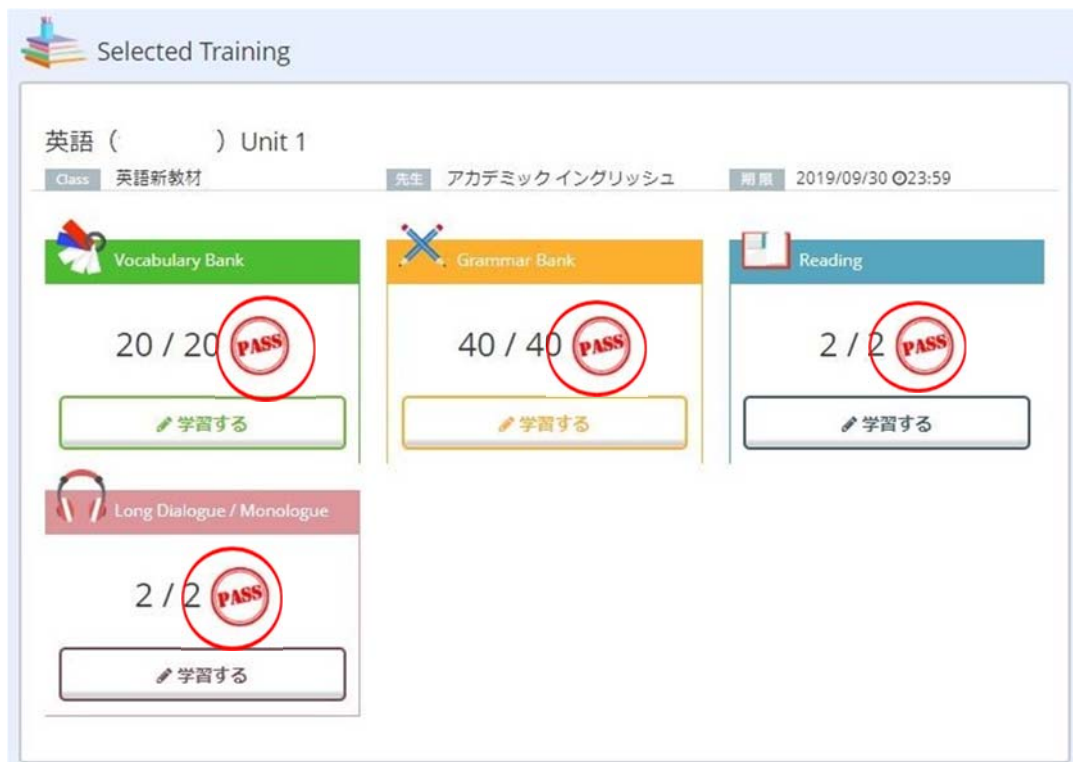 Selected Training
英語（ ）Unit 1
Class 英語新教材 先生 アカデミック イングリッシュ 期限 2019/09/30 23:59
Vocabulary Bank Grammar Bank Reading
20 / 20 PASS 40 / 40 PASS 2 / 2 PASS
学習する 学習する 学習する
Long Dialogue / Monologue
2 / 2 PASS
学習する